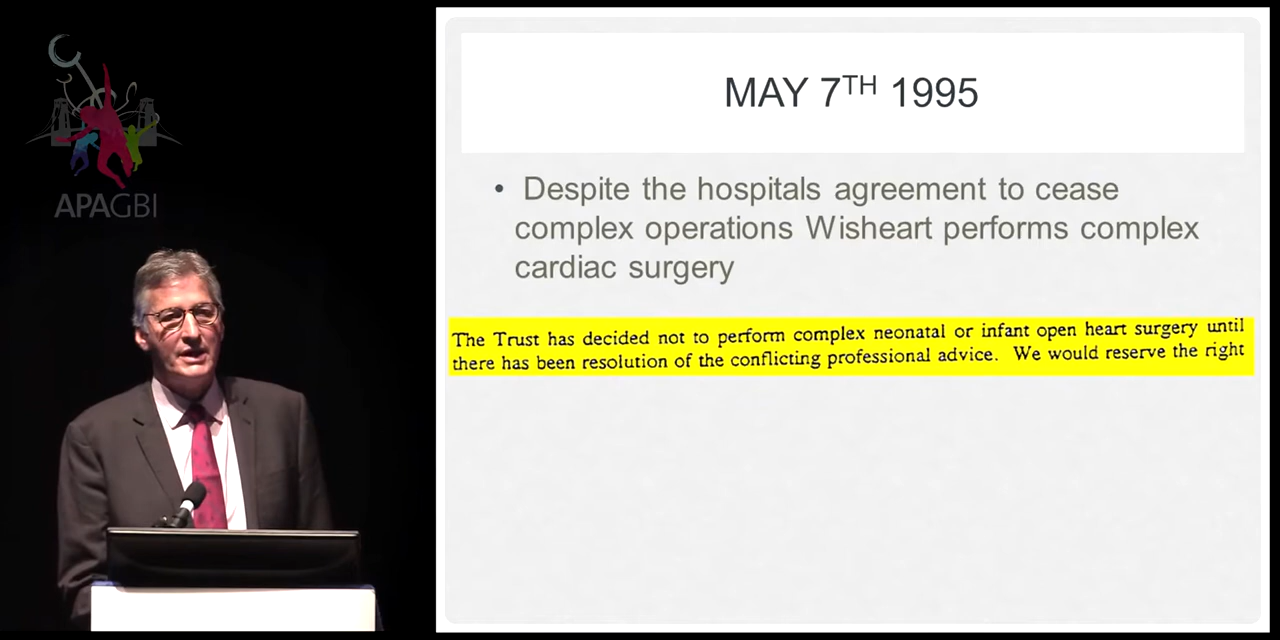 APAGBI
MAY 7TH 1995
• Despite the hospitals agreement to cease
complex operations Wisheart performs complex
cardiac surgery
The Trust has decided not to perform complex neonatal or infant open heart surgery until
there has been resolution of the conflicting professional advice. We would reserve the right